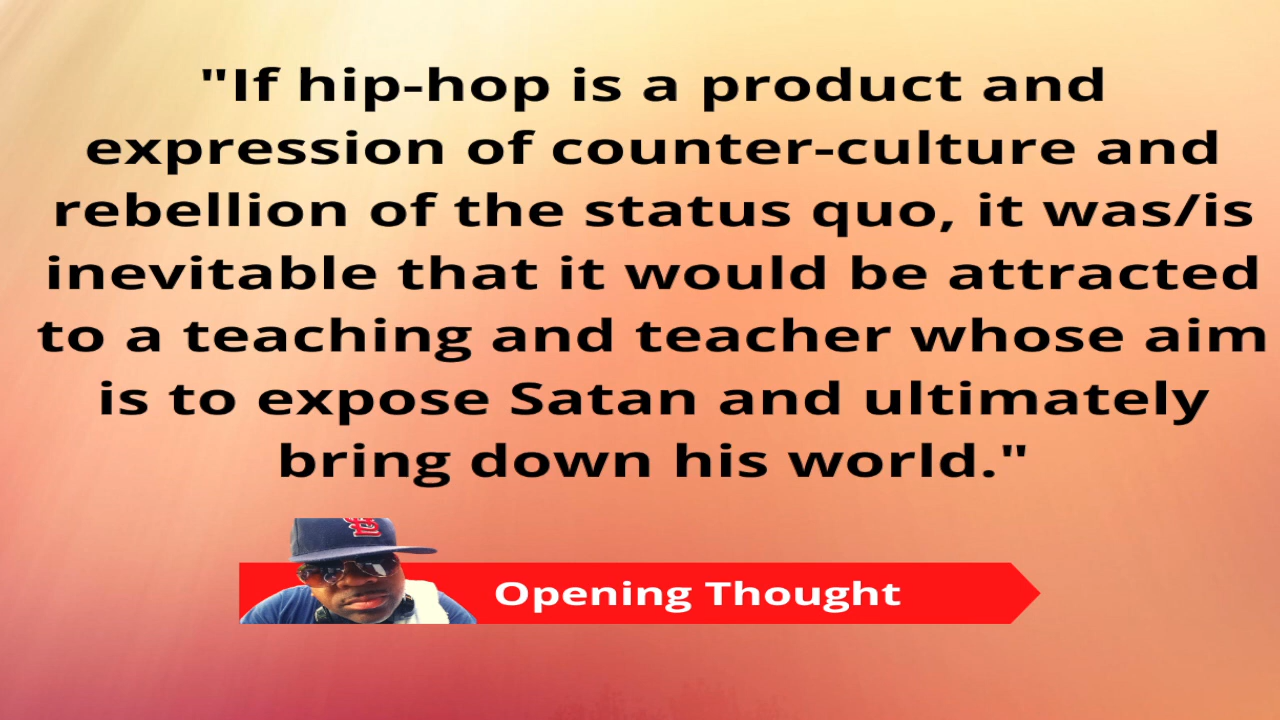 "If hip-hop is a product and
expression of counter-culture and
rebellion of the status quo, it was/is
inevitable that it would be attracted
to a teaching and teacher whose aim
is to expose Satan and ultimately
bring down his world."
Opening Thought